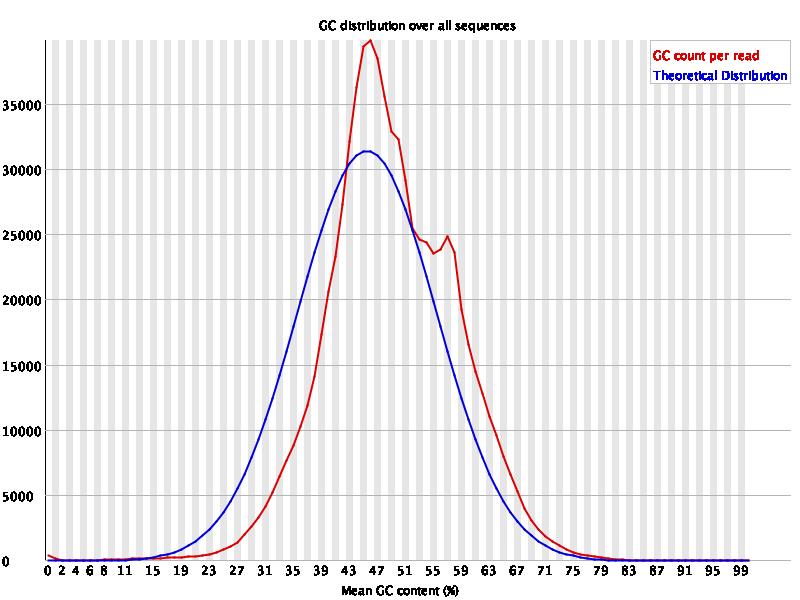 GC distribution over all sequences
GC count per read
Theoretical Distribution
35000
30000
25000
20000
15000
10000
5000
0
0 2 4 6 8 11 15 19 23 27 31 35 39 43 47 51 55 59 63 67 71 75 79 83 87 91 95 99
Mean GC content (%)